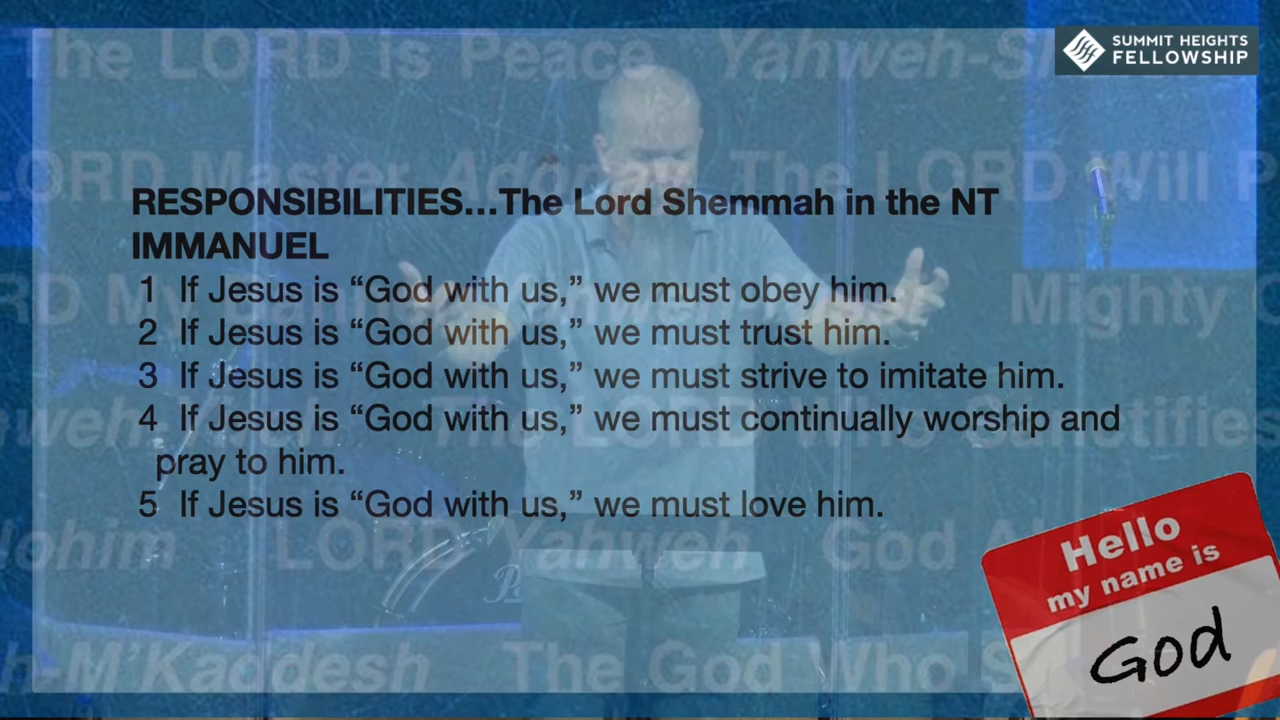 The LORD is Peace Yahweh-S
SUMMIT HEIGHTS
FELLOWSHIP
LORD Master Adonai The LORD Will P
RESPONSIBILITIES...The Lord Shemmah in the NT
IMMANUEL
1 If Jesus is “God with us,” we must obey him.
Mighty
2 If Jesus is “God with us,” we must trust him.
3 If Jesus is “God with us,” we must strive to imitate him.
4 If Jesus is “God with us,” we must continually worship and
pray to him.
The LORD Who Sanctifies
5 If Jesus is “God with us,” we must love him.
lohim LORD Yahweh God Al
Hello
my name is
God
h-M'Kaddesh The God Who S